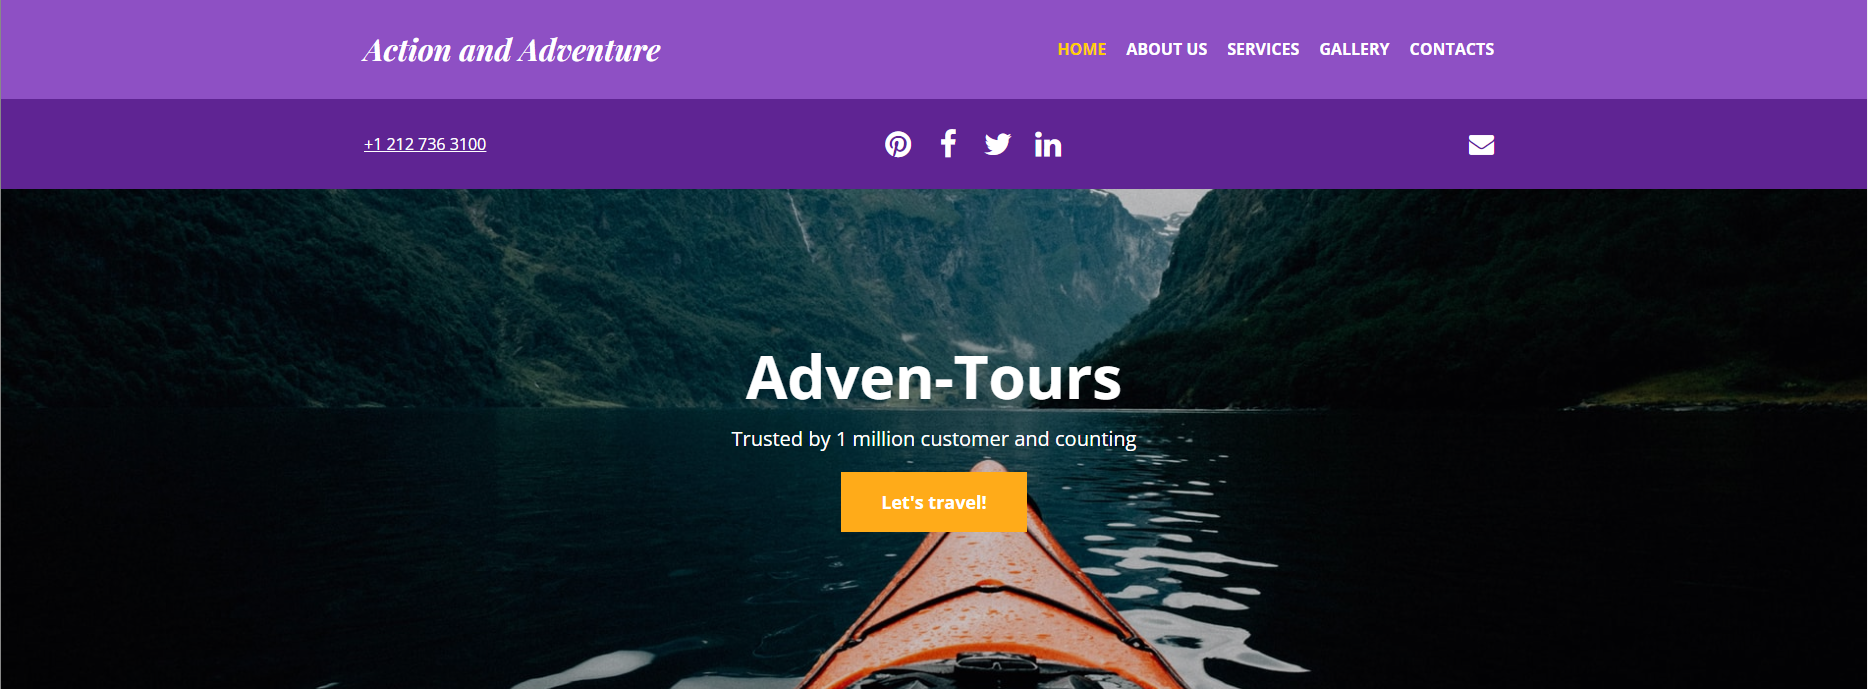 Action and Adventure
HOME ABOUT US SERVICES GALLERY CONTACTS
+1 212 736 3100
Adven-Tours
Trusted by 1 million customer and counting
Let's travel!